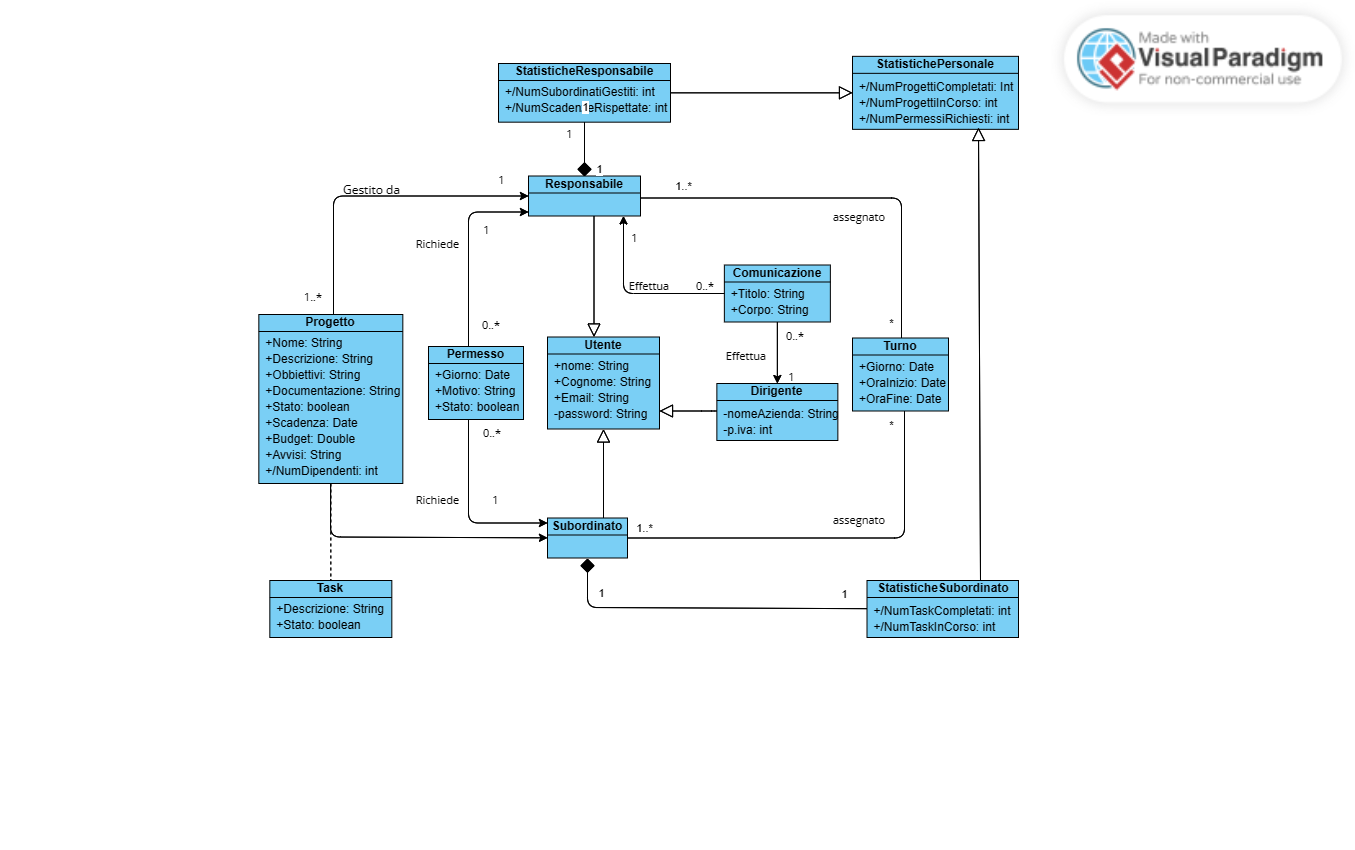 Made with
Visual Paradigm
For non-commercial use
StatisticheResponsabile
+/NumSubordinatiGestiti: int
+/NumScadenzeRispettate: int
1
1
1
StatistichePersonale
+/NumProgettiCompletati: Int
+/NumProgettiInCorso: int
+/NumPermessiRichiesti: int
Responsabile
Gestito da
1
1..*
1..*
assegnato
Richiede
1
1
Effettua
0..*
Comunicazione
+Titolo: String
+Corpo: String
Progetto
+Nome: String
+Descrizione: String
+Obbiettivi: String
+Documentazione: String
+Stato: boolean
+Scadenza: Date
+Budget: Double
+Avvisi: String
+/NumDipendenti: int
0..*
Permesso
+Giorno: Date
+Motivo: String
+Stato: boolean
0..*
Utente
+nome: String
+Cognome: String
+Email: String
-password: String
0..*
Effettua
1
Dirigente
-nomeAzienda: String
-p.iva: int
*
Turno
+Giorno: Date
+OraInizio: Date
+OraFine: Date
*
Richiede
1
Subordinato
1..*
assegnato
Task
+Descrizione: String
+Stato: boolean
1
1
StatisticheSubordinato
+/NumTaskCompletati: int
+/NumTaskInCorso: int